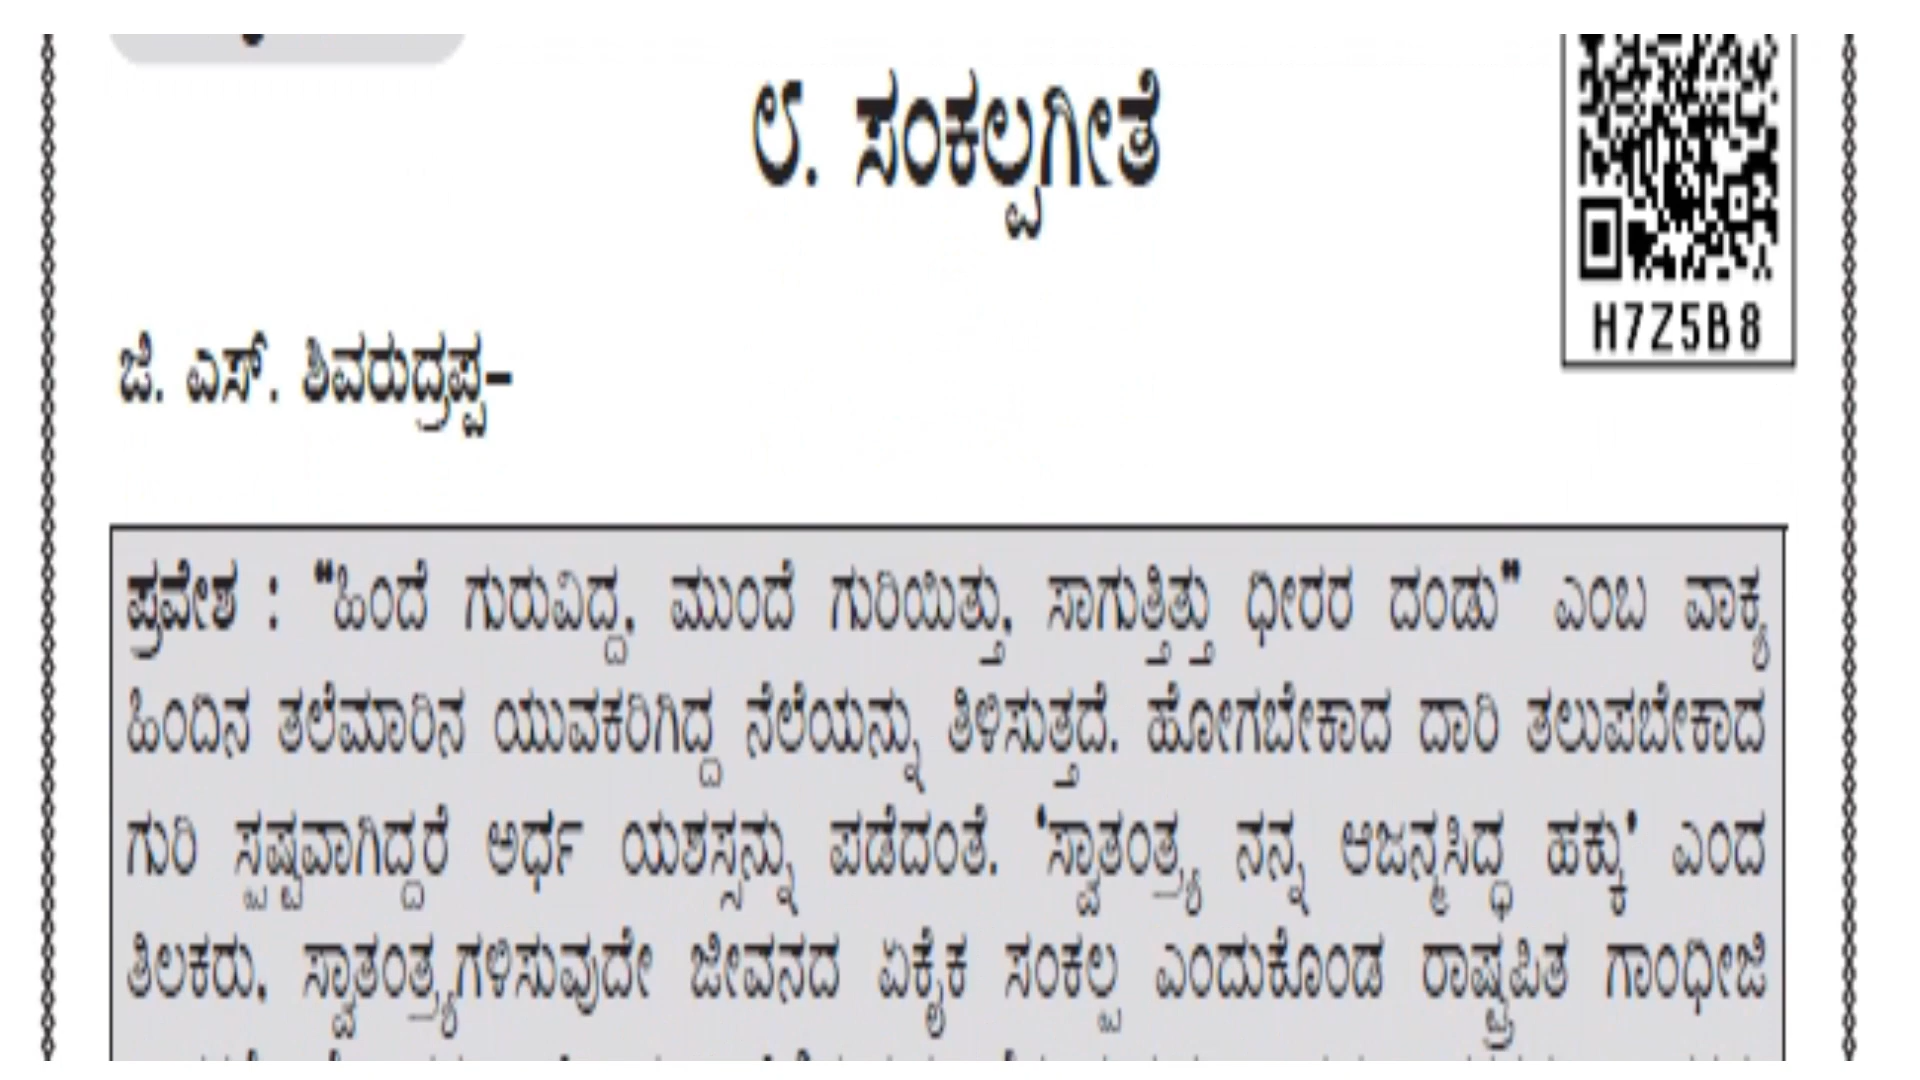 ೮. ಸಂಕಲ್ಪಗೀತೆ
H7Z5B8
ಜಿ. ಎಸ್. ಶಿವರುದ್ರಪ್ಪ-
ಪ್ರವೇಶ : "ಹಿಂದೆ ಗುರುವಿದ್ದ, ಮುಂದೆ ಗುರಿಯಿತ್ತು, ಸಾಗುತ್ತಿತ್ತು ಧೀರರ ದಂಡು" ಎಂಬ ವಾಕ್ಯ
ಹಿಂದಿನ ತಲೆಮಾರಿನ ಯುವಕರಿಗಿದ್ದ ನೆಲೆಯನ್ನು ತಿಳಿಸುತ್ತದೆ. ಹೋಗಬೇಕಾದ ದಾರಿ ತಲುಪಬೇಕಾದ
ಗುರಿ ಸ್ಪಷ್ಟವಾಗಿದ್ದರೆ ಅರ್ಧ ಯಶಸ್ಸನ್ನು ಪಡೆದಂತೆ. 'ಸ್ವಾತಂತ್ರ್ಯ ನನ್ನ ಆಜನ್ಮಸಿದ್ಧ ಹಕ್ಕು' ಎಂದ
ತಿಲಕರು, ಸ್ವಾತಂತ್ರ್ಯಗಳಿಸುವುದೇ ಜೀವನದ ಏಕೈಕ ಸಂಕಲ್ಪ ಎಂದುಕೊಂಡ ರಾಷ್ಟ್ರಪಿತ ಗಾಂಧೀಜಿ